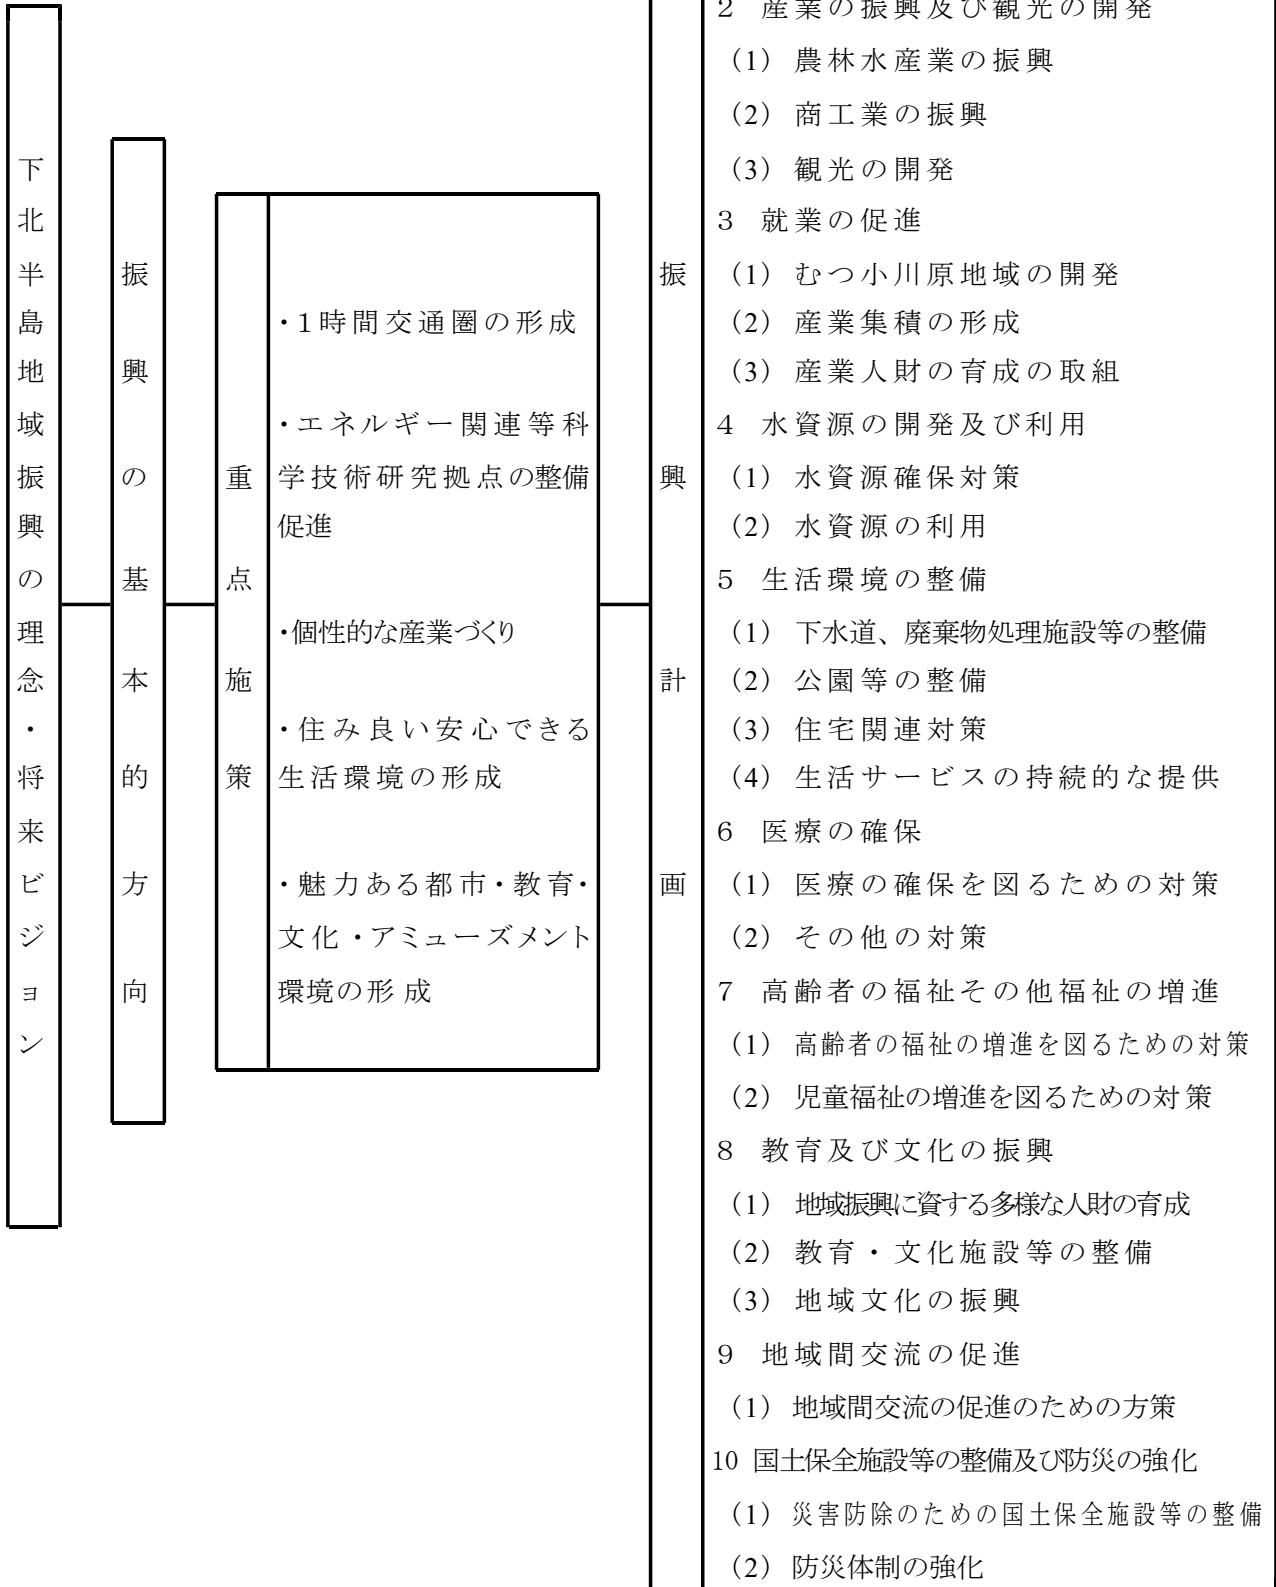 下北半島地域振興の理念・将来ビジョン
振興の基本的方向
重点施策
・1時間交通圏の形成
・エネルギー関連等科
学技術研究拠点の整備
促進
・個性的な産業づくり
・住み良い安心できる
生活環境の形成
・魅力ある都市・教育・
文化・アミューズメント
環境の形成
振興計画
2 産業の振興及び観光の開発
(1) 農林水産業の振興
(2) 商工業の振興
(3) 観光の開発
3 就業の促進
(1) むつ小川原地域の開発
(2) 産業集積の形成
(3) 産業人財の育成の取組
4 水資源の開発及び利用
(1) 水資源確保対策
(2) 水資源の利用
5 生活環境の整備
(1) 下水道、廃棄物処理施設等の整備
(2) 公園等の整備
(3) 住宅関連対策
(4) 生活サービスの持続的な提供
6 医療の確保
(1) 医療の確保を図るための対策
(2) その他の対策
7 高齢者の福祉その他福祉の増進
(1) 高齢者の福祉の増進を図るための対策
(2) 児童福祉の増進を図るための対策
8 教育及び文化の振興
(1) 地域振興に資する多様な人財の育成
(2) 教育・文化施設等の整備
(3) 地域文化の振興
9 地域間交流の促進
(1) 地域間交流の促進のための方策
10 国土保全施設等の整備及び防災の強化
(1) 災害防除のための国土保全施設等の整備
(2) 防災体制の強化